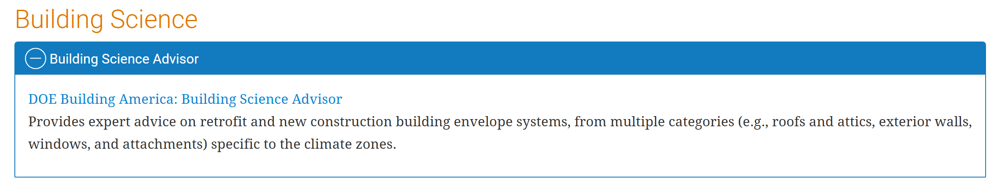 Building Science
Building Science Advisor
DOE Building America: Building Science Advisor
Provides expert advice on retrofit and new construction building envelope systems, from multiple categories (e.g., roofs and attics, exterior walls,
windows, and attachments) specific to the climate zones.